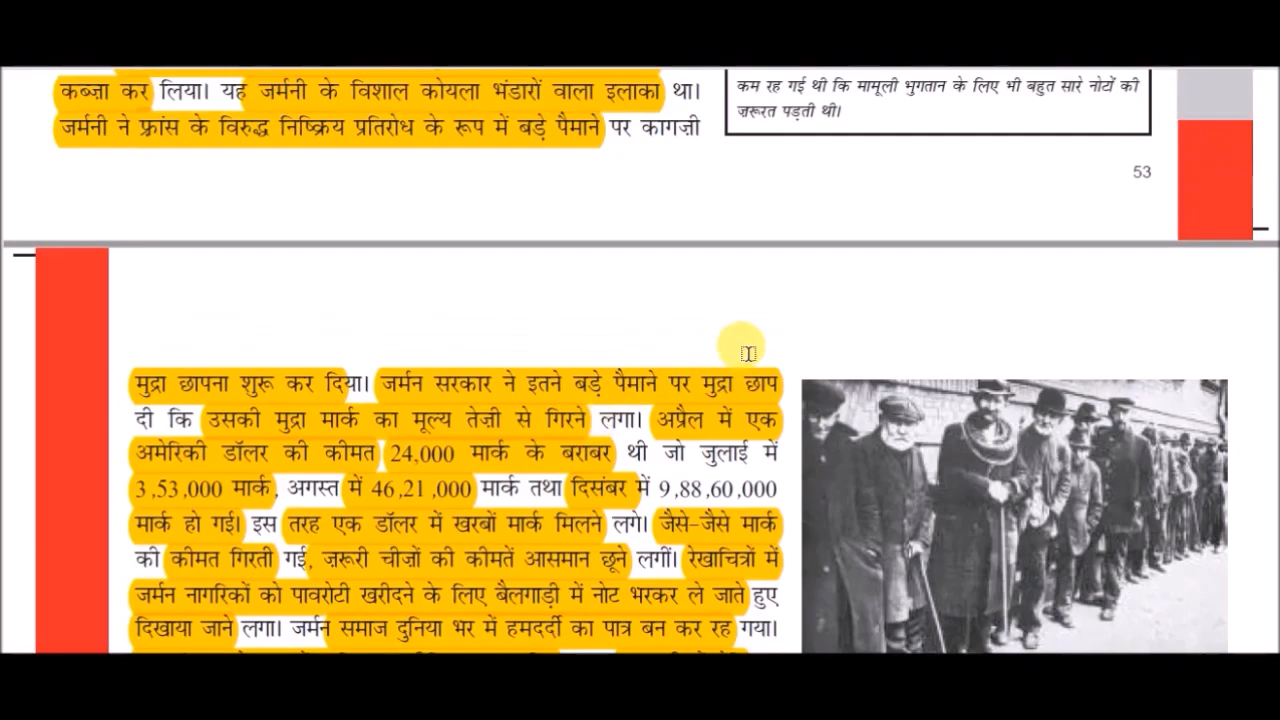 कब्ज़ा कर लिया। यह जर्मनी के विशाल कोयला भंडारों वाला इलाका था।
जर्मनी ने फ़्रांस के विरुद्ध निष्क्रिय प्रतिरोध के रूप में बड़े पैमाने पर कागज़ी
कम रह गई थी कि मामूली भुगतान के लिए भी बहुत सारे नोटों की
ज़रूरत पड़ती थी।
53
मुद्रा छापना शुरू कर दिया। जर्मन सरकार ने इतने बड़े पैमाने पर मुद्रा छाप
दी कि उसकी मुद्रा मार्क का मूल्य तेज़ी से गिरने लगा। अप्रैल में एक
अमेरिकी डॉलर की कीमत 24,000 मार्क के बराबर थी जो जुलाई में
3,53,000 मार्क, अगस्त में 46,21,000 मार्क तथा दिसंबर में 9,88,60,000
मार्क हो गई। इस तरह एक डॉलर में खरबों मार्क मिलने लगे। जैसे-जैसे मार्क
की कीमत गिरती गई, ज़रूरी चीज़ों की कीमतें आसमान छूने लगीं। रेखाचित्रों में
जर्मन नागरिकों को पावरोटी खरीदने के लिए बैलगाड़ी में नोट भरकर ले जाते हुए
दिखाया जाने लगा। जर्मन समाज दुनिया भर में हमदर्दी का पात्र बन कर रह गया।